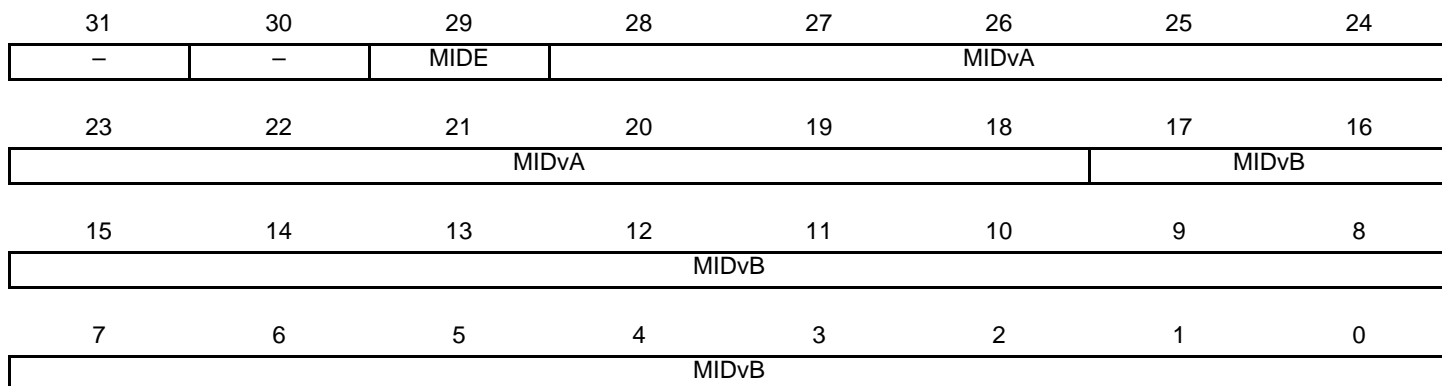 31 30 29 28 27 26 25 24
– – MIDE MIDvA
23 22 21 20 19 18 17 16
MIDvA MIDvB
15 14 13 12 11 10 9 8
MIDvB
7 6 5 4 3 2 1 0
MIDvB